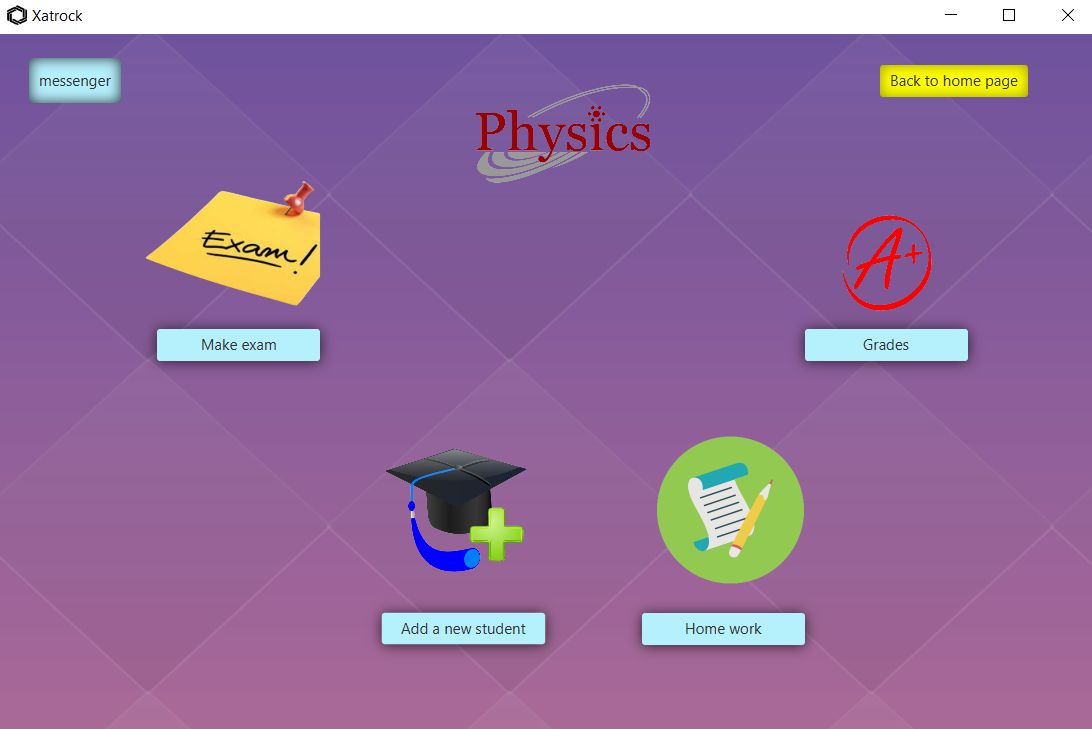 Xatrock
messenger
Back to home page
Physics
Exam!
A+
Make exam
Grades
Add a new student
Home work